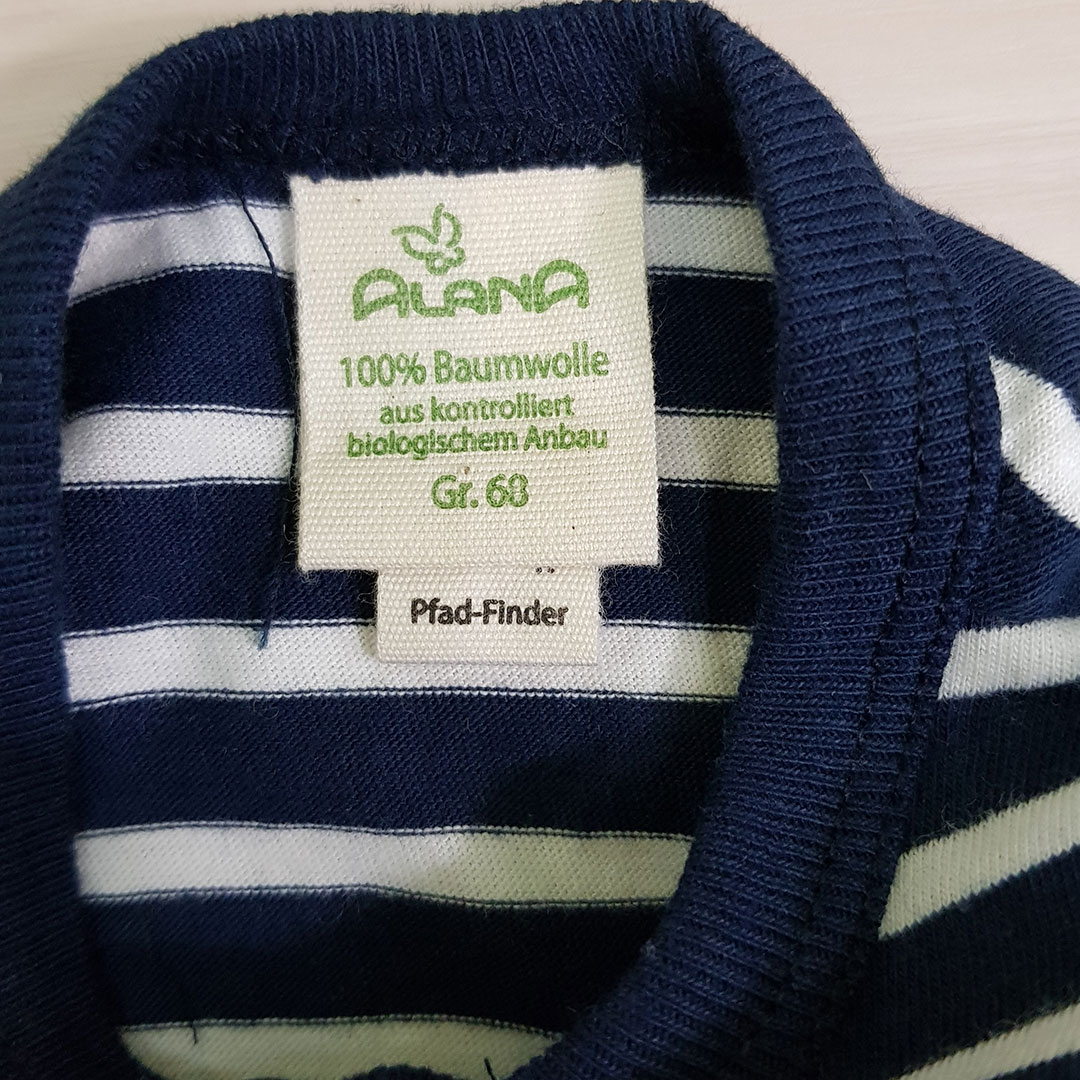 ALANA
100% Baumwolle
aus kontrolliert
biologischem Anbau
Gr. 68
Pfad-Finder